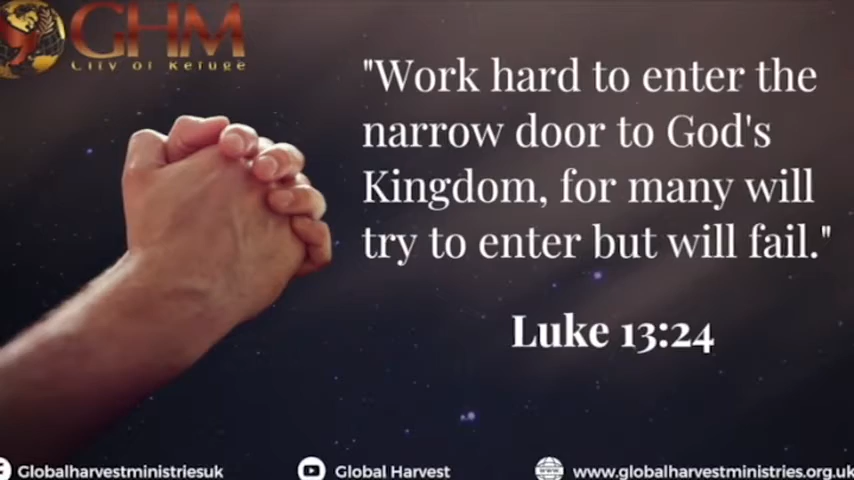 GHM
City of Refuge
"Work hard to enter the
narrow door to God's
Kingdom, for many will
try to enter but will fail."
Luke 13:24
Globalharvestministriesuk
Global Harvest
www.globalharvestministries.org.uk